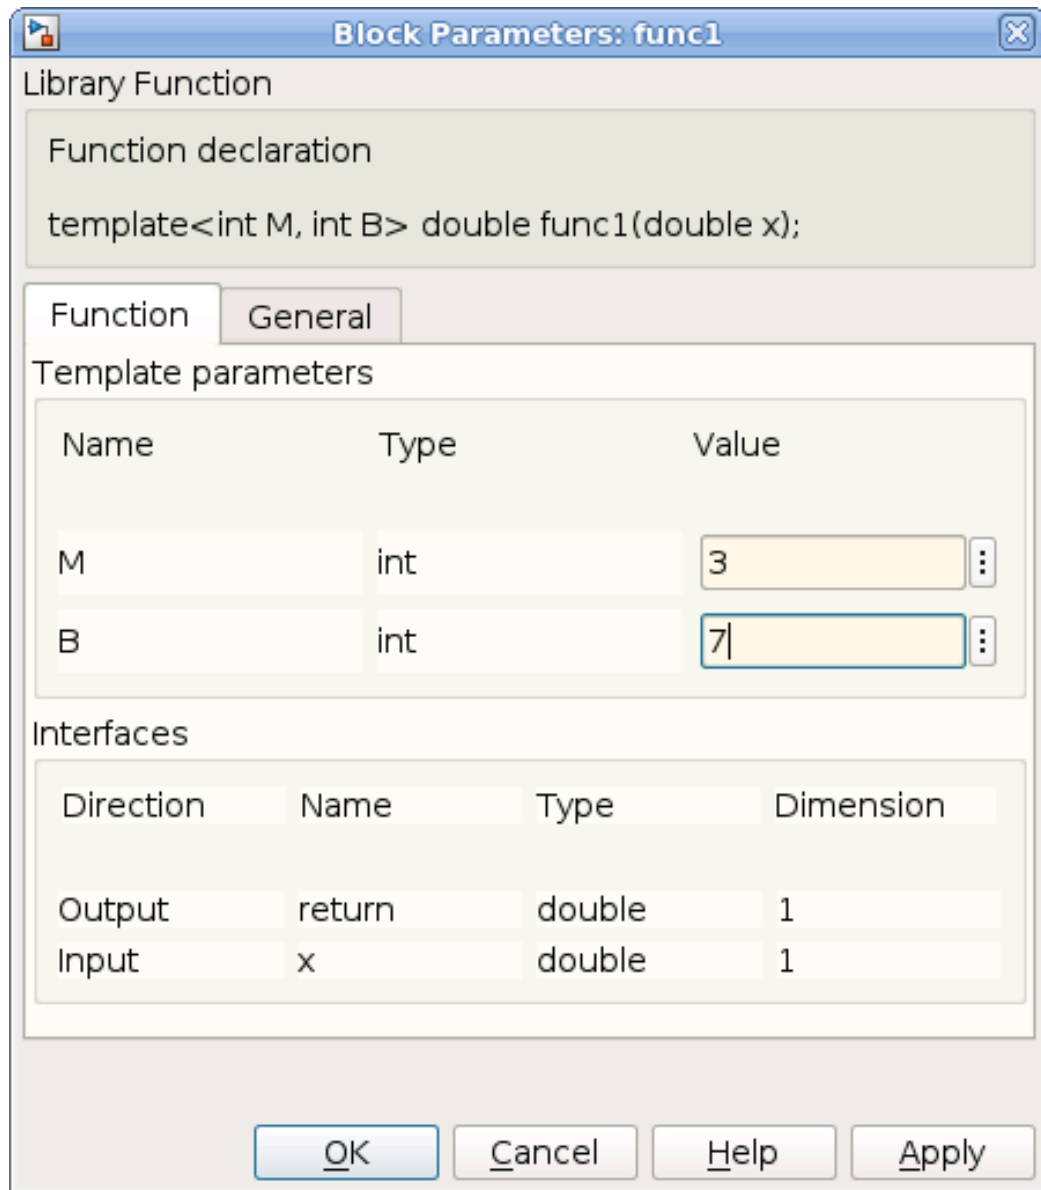 Block Parameters: func1
Library Function
Function declaration
template<int M, int B> double func1(double x);
Function General
Template parameters
Name Type Value
M int 3
B int 7
Interfaces
Direction Name Type Dimension
Output return double 1
Input x double 1
OK Cancel Help Apply